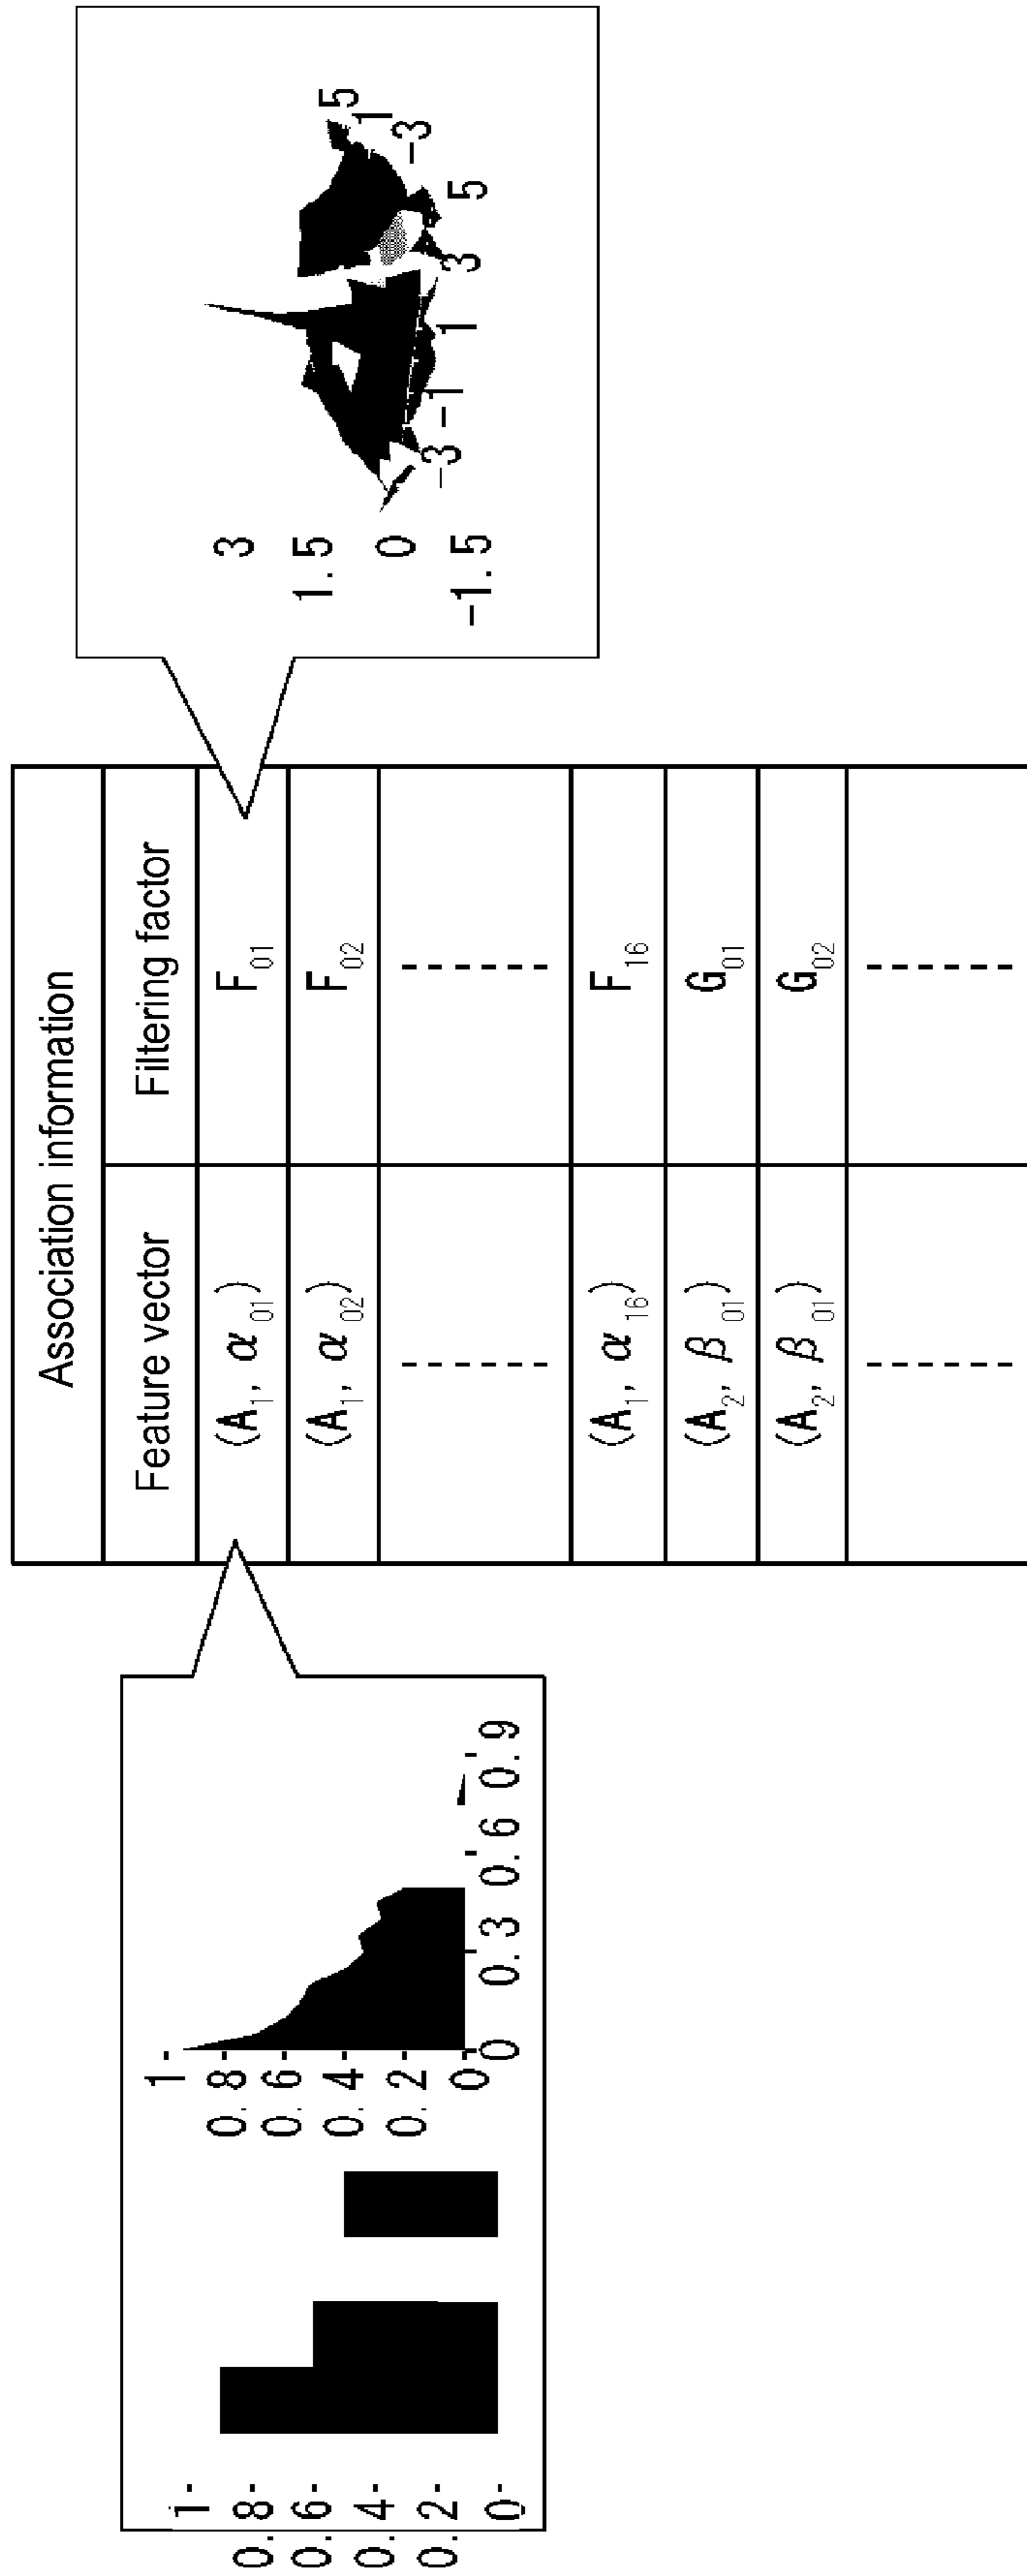 Association information
Feature vector Filtering factor
(A1, α01) F01
(A1, α02) F02
(A1, α16) F16
(A2, β01) G01
(A2, β01) G02
1
0.8
0.6
0.4
0.2
0
1
0.8
0.6
0.4
0.2
0
0 0.3 0.6 0.9
3
1.5
0
-1.5
-3 -1 1 3 5
-3 1 5